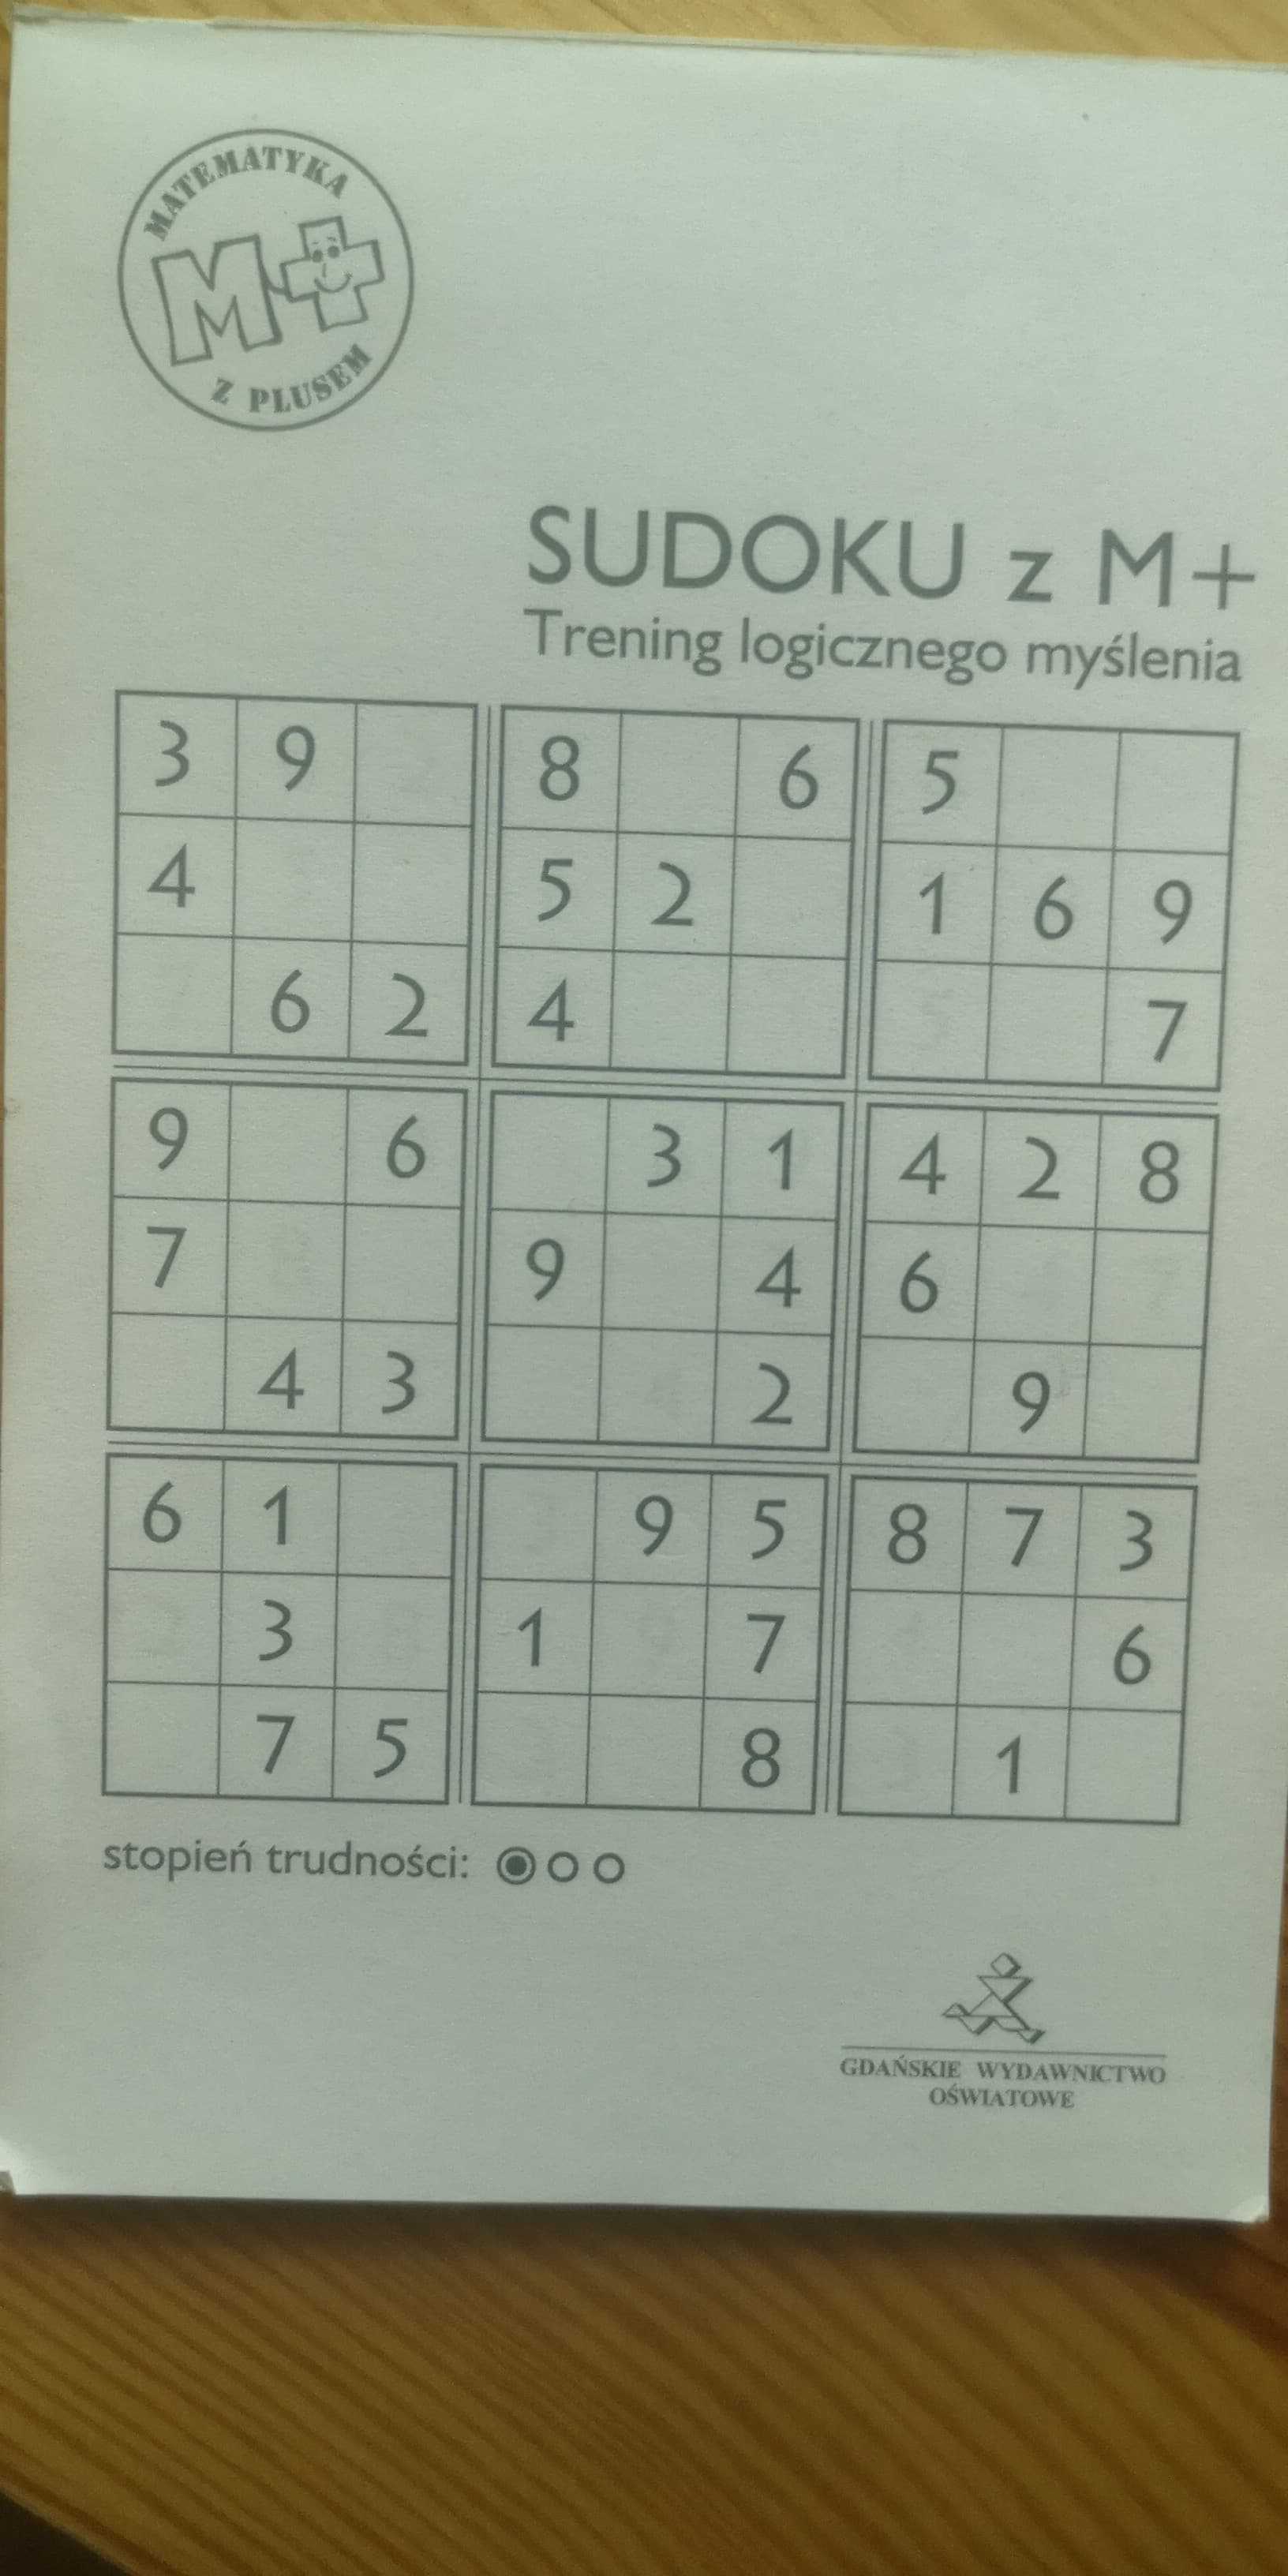 MATEMATYKA
M+
Z PLUSEM
SUDOKU z M+
Trening logicznego myślenia
3 9 8 6 5
4 5 2 1 6 9
6 2 4 7
9 6 3 1 4 2 8
7 9 4 6
4 3 2 9
6 1 9 5 8 7 3
3 1 7 6
7 5 8 1
stopień trudności:
GDAŃSKIE WYDAWNICTWO
OŚWIATOWE